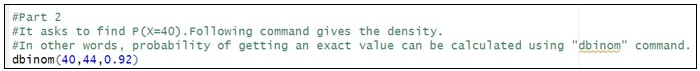 #Part 2
#It asks to find P(X=40).Following command gives the density.
#In other words, probability of getting an exact value can be calculated using "dbinom" command.
dbinom(40,44,0.92)